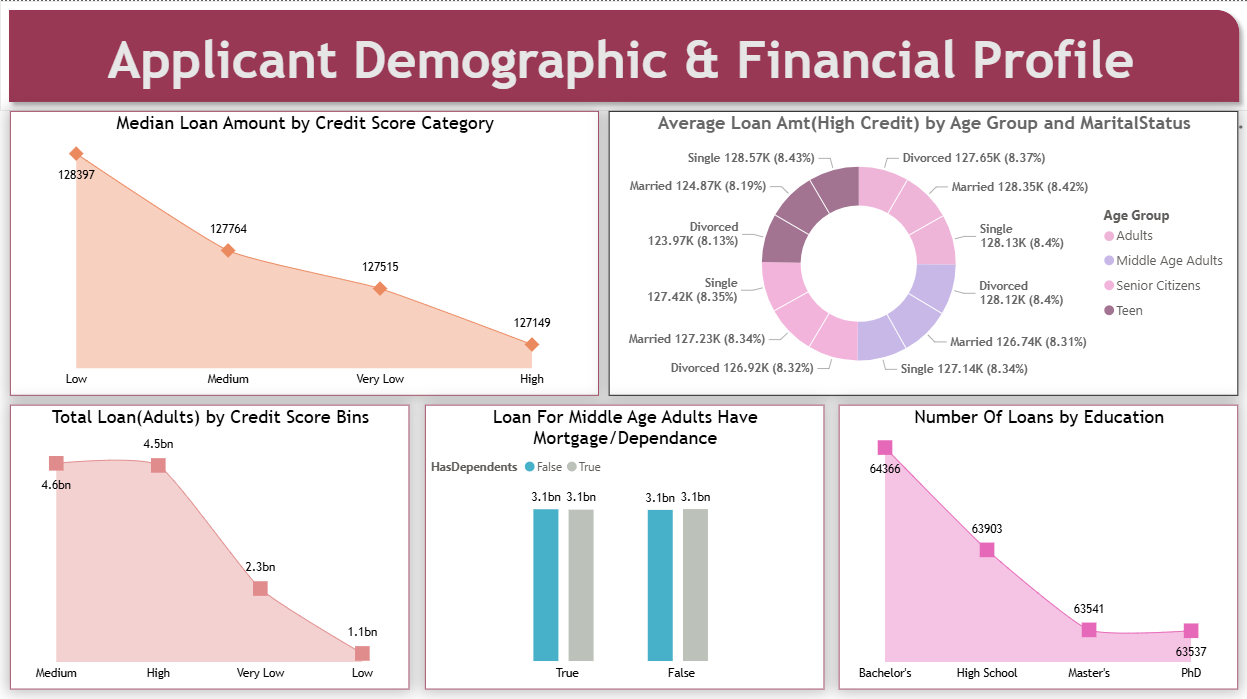 Applicant Demographic & Financial Profile
Median Loan Amount by Credit Score Category
128397
127764
127515
127149
Low
Medium
Very Low
High
Average Loan Amt(High Credit) by Age Group and MaritalStatus
Single 128.57K (8.43%)
Divorced 127.65K (8.37%)
Married 124.87K (8.19%)
Married 128.35K (8.42%)
Divorced
123.97K (8.13%)
Single
128.13K (8.4%)
Single
127.42K (8.35%)
Divorced
128.12K (8.4%)
Married 127.23K (8.34%)
Married 126.74K (8.31%)
Divorced 126.92K (8.32%)
Single 127.14K (8.34%)
Age Group
Adults
Middle Age Adults
Senior Citizens
Teen
Total Loan(Adults) by Credit Score Bins
4.6bn
4.5bn
2.3bn
1.1bn
Medium
High
Very Low
Low
Loan For Middle Age Adults Have
Mortgage/Dependance
HasDependents False True
3.1bn 3.1bn 3.1bn 3.1bn
True
False
Number Of Loans by Education
64366
63903
63541
63537
Bachelor's
High School
Master's
PhD